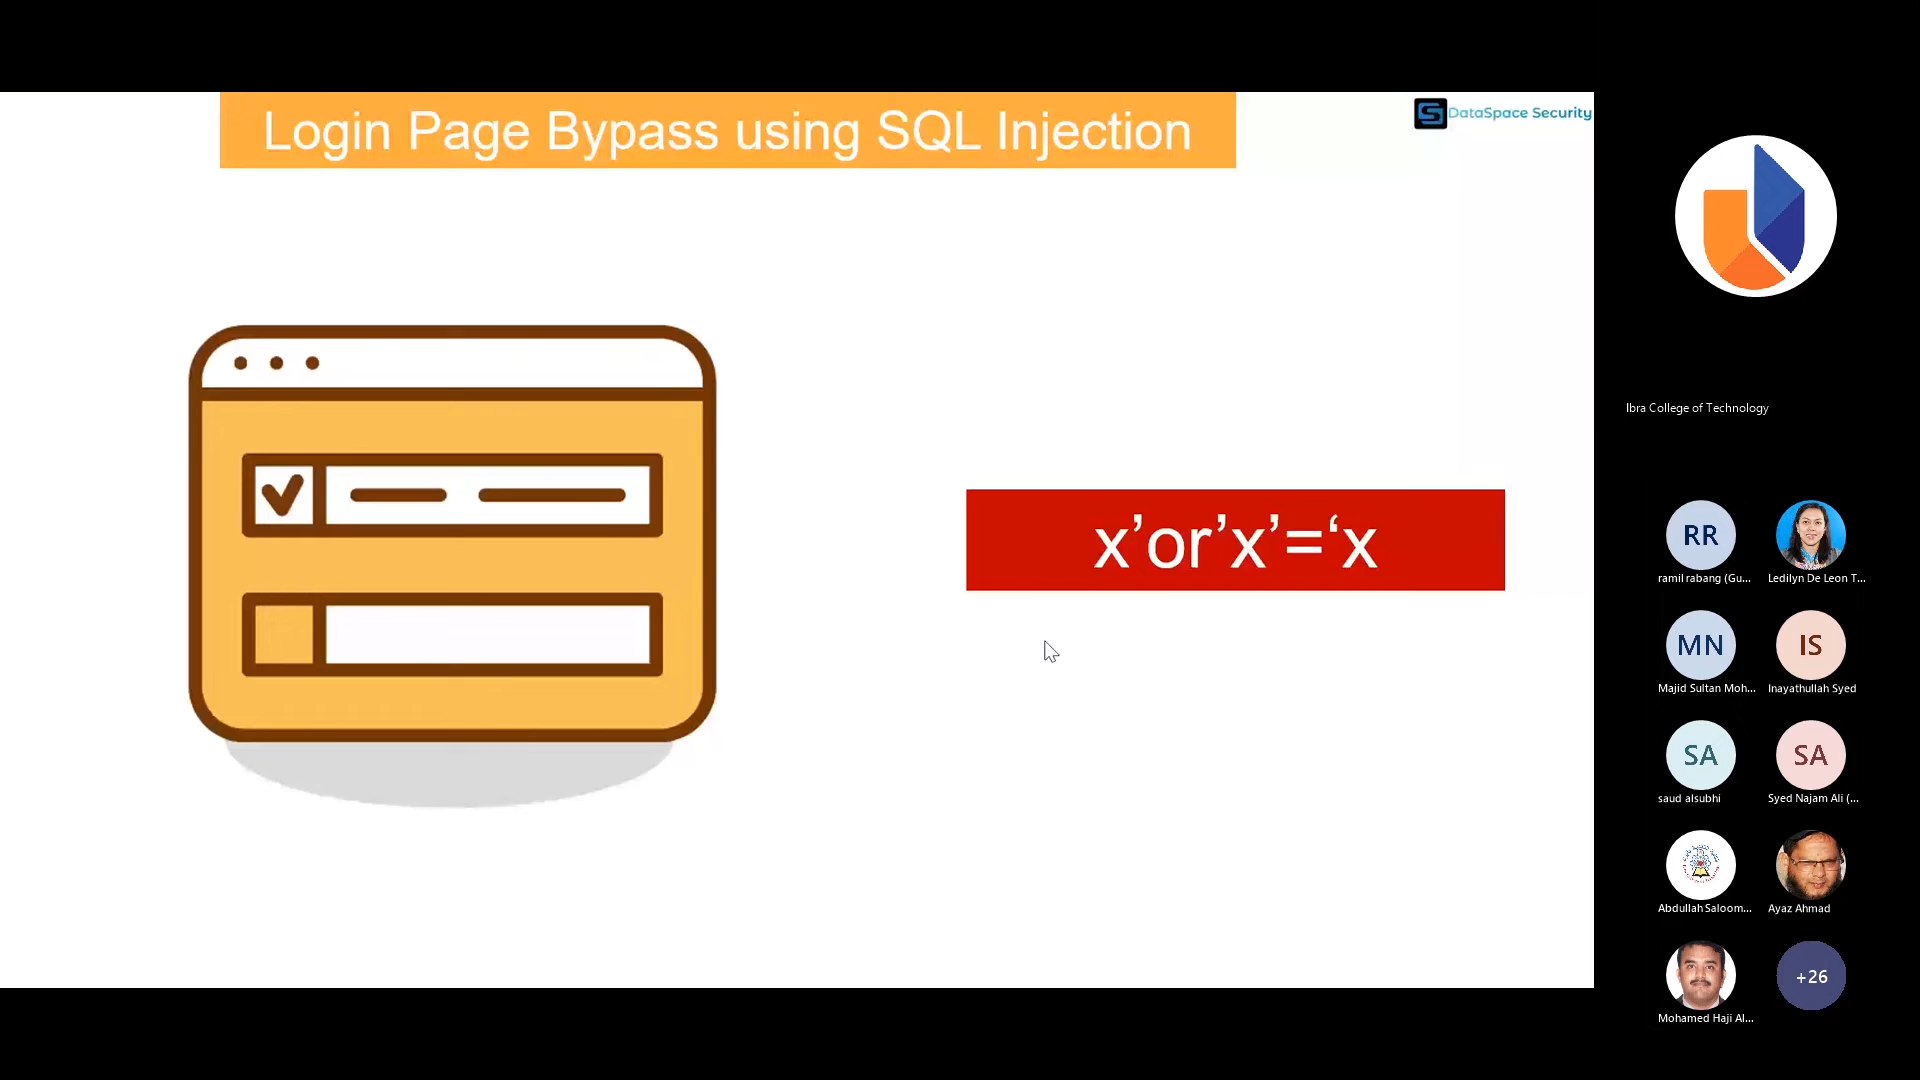 Login Page Bypass using SQL Injection
DataSpace Security
x’or’x’=‘x
Ibra College of Technology
RR
ramil rabang (Gu...
Ledilyn De Leon T...
MN
Majid Sultan Moh...
IS
Inayathullah Syed
SA
saud alsubhi
SA
Syed Najam Ali (...
Abdullah Saloom...
Ayaz Ahmad
Mohamed Haji Al...
+26